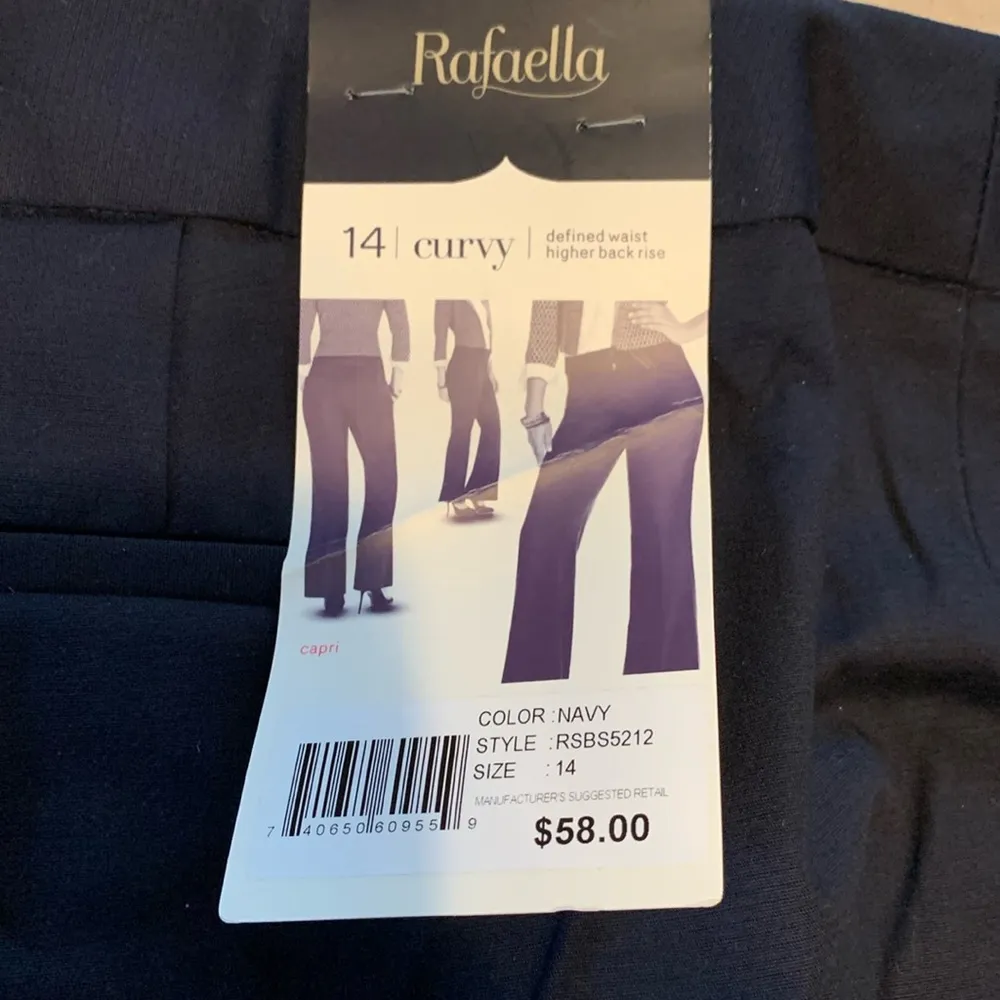 Rafaella
14 | curvy | defined waist
higher back rise
capri
COLOR : NAVY
STYLE : RSBS5212
SIZE : 14
MANUFACTURER'S SUGGESTED RETAIL
$58.00
7 40650 60955 9